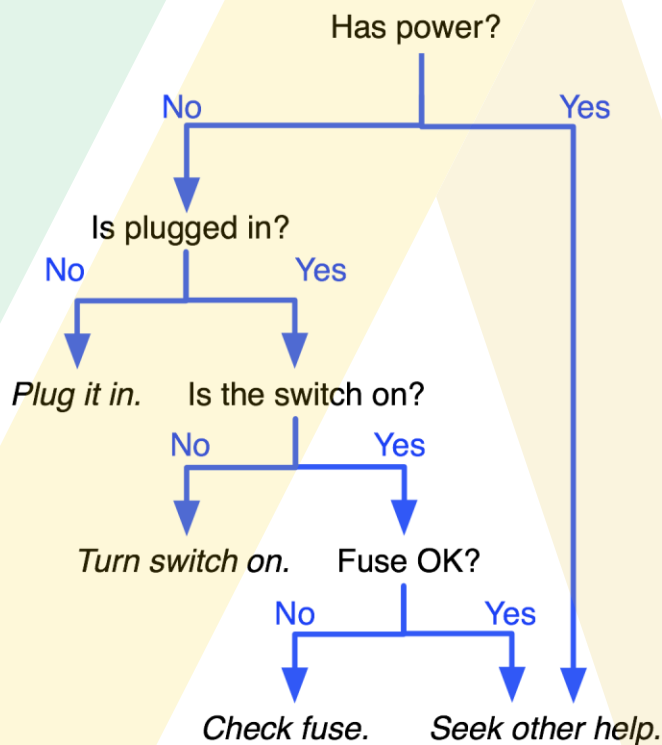 Has power?
No Yes
Is plugged in?
No Yes
Plug it in. Is the switch on?
No Yes
Turn switch on. Fuse OK?
No Yes
Check fuse. Seek other help.